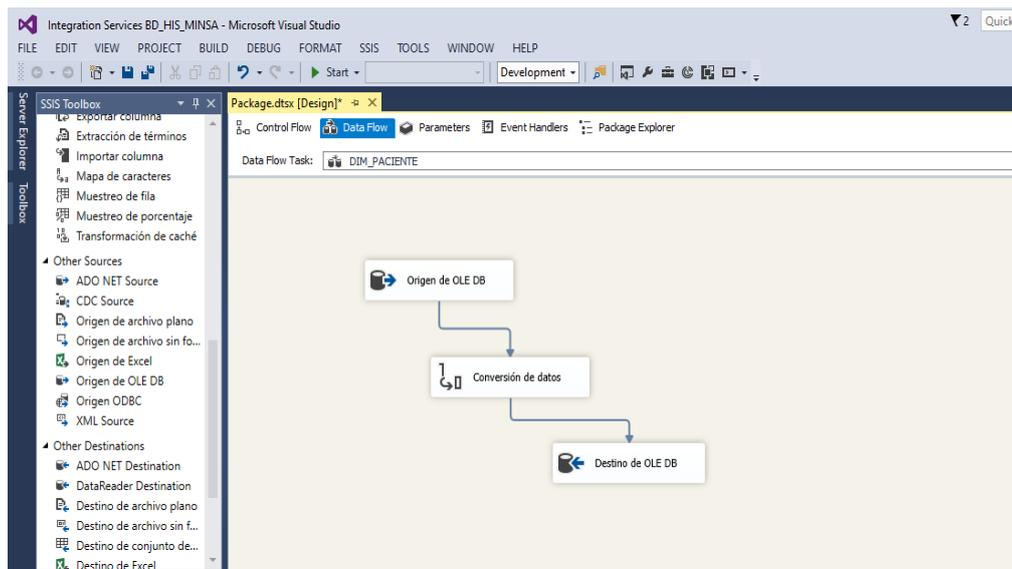 Integration Services BD_HIS_MINSA - Microsoft Visual Studio
2
Quick
FILE EDIT VIEW PROJECT BUILD DEBUG FORMAT SSIS TOOLS WINDOW HELP
Start
Development
Server Explorer
Toolbox
SSIS Toolbox
Exportar columna
Extracción de términos
Importar columna
Mapa de caracteres
Muestreo de fila
Muestreo de porcentaje
Transformación de caché
Other Sources
ADO NET Source
CDC Source
Origen de archivo plano
Origen de archivo sin fo...
Origen de Excel
Origen de OLE DB
Origen ODBC
XML Source
Other Destinations
ADO NET Destination
DataReader Destination
Destino de archivo plano
Destino de archivo sin f...
Destino de conjunto de...
Destino de Excel
Package.dtsx [Design]*
Control Flow Data Flow Parameters Event Handlers Package Explorer
Data Flow Task: DIM_PACIENTE
Origen de OLE DB
Conversión de datos
Destino de OLE DB